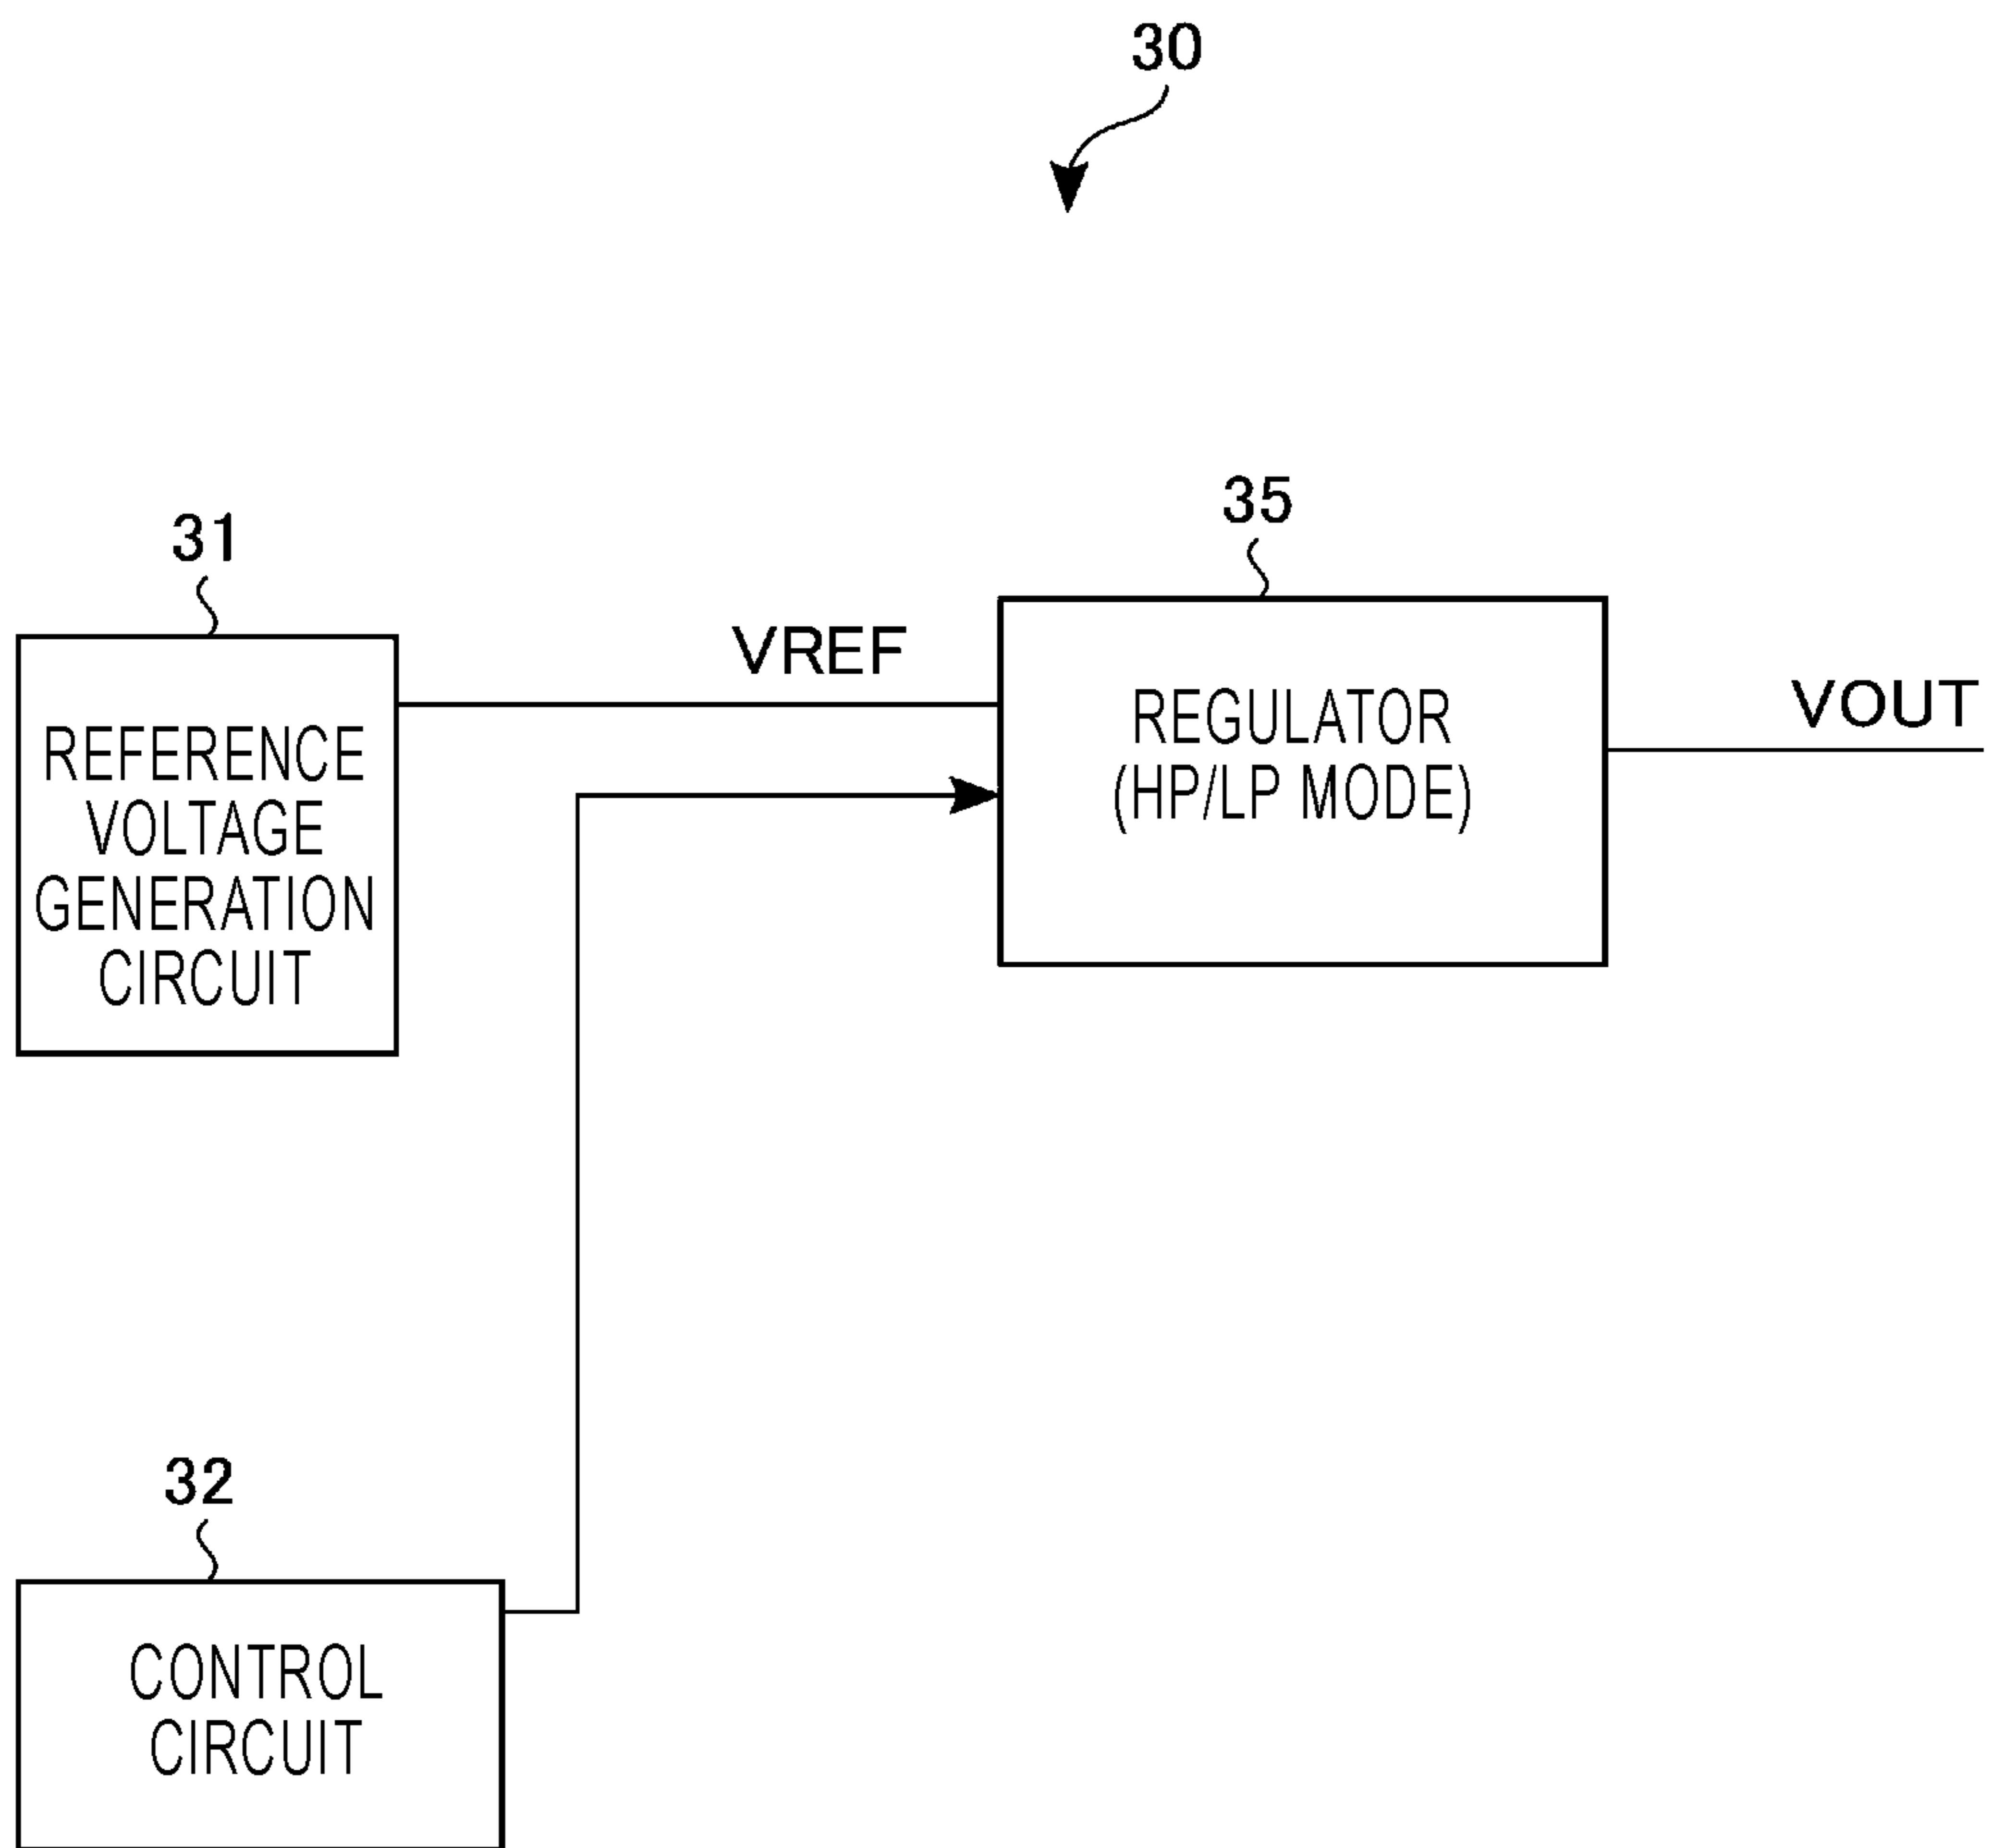 30
31
35
VREF
VOUT
REFERENCE
VOLTAGE
GENERATION
CIRCUIT
REGULATOR
(HP/LP MODE)
32
CONTROL
CIRCUIT